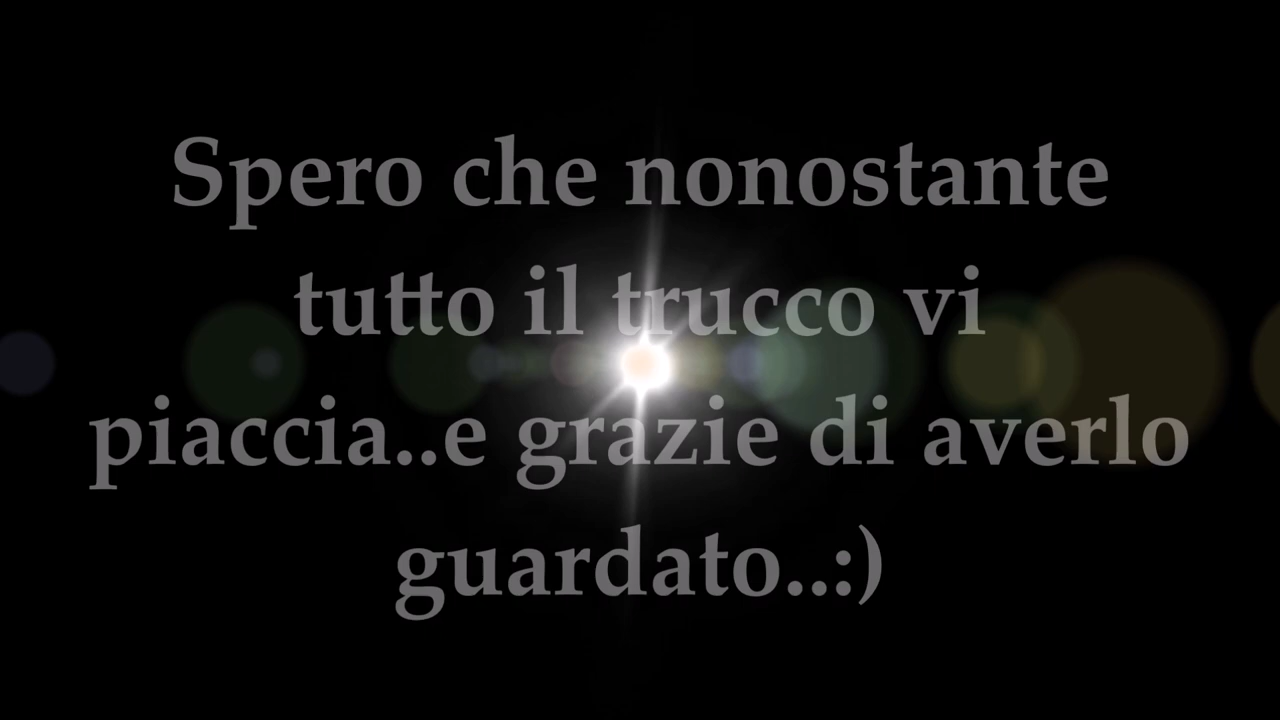 Spero che nonostante
tutto il trucco vi
piaccia..e grazie di averlo
guardato..:)